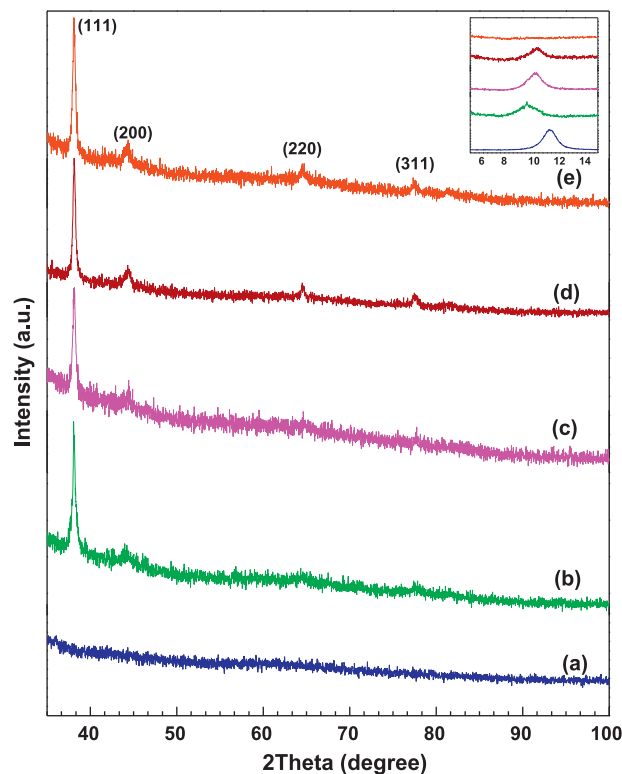 (111)
(200)
(220)
(311)
6 8 10 12 14
(e)
(d)
(c)
(b)
(a)
Intensity (a.u.)
40 50 60 70 80 90 100
2Theta (degree)